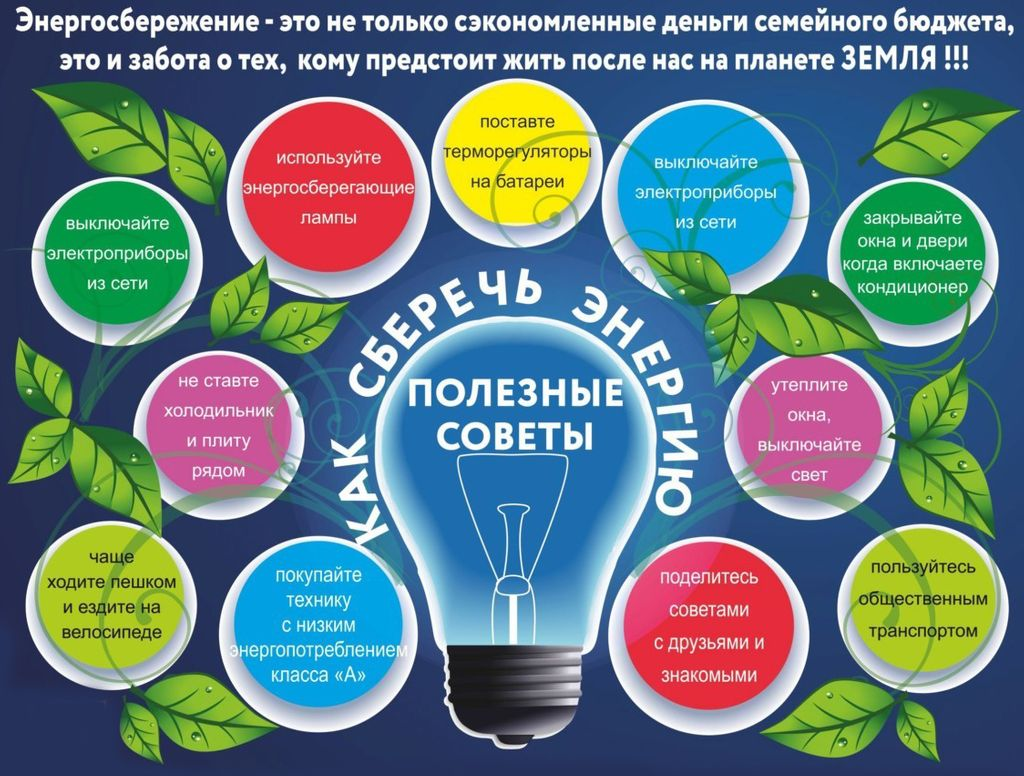 Энергосбережение - это не только сэкономленные деньги семейного бюджета,
это и забота о тех, кому предстоит жить после нас на планете ЗЕМЛЯ !!!
выключайте
электроприборы
из сети
используйте
энергосберегающие
лампы
поставте
терморегуляторы
на батареи
выключайте
электроприборы
из сети
закрывайте
окна и двери
когда включаете
кондиционер
КАК СБЕРЕЧЬ ЭНЕРГИЮ
ПОЛЕЗНЫЕ
СОВЕТЫ
не ставте
холодильник
и плиту
рядом
утеплите
окна,
выключайте
свет
чаще
ходите пешком
и ездите на
велосипеде
покупайте
технику
с низким
энергопотреблением
класса «А»
поделитесь
советами
с друзьями и
знакомыми
пользуйтесь
общественным
транспортом